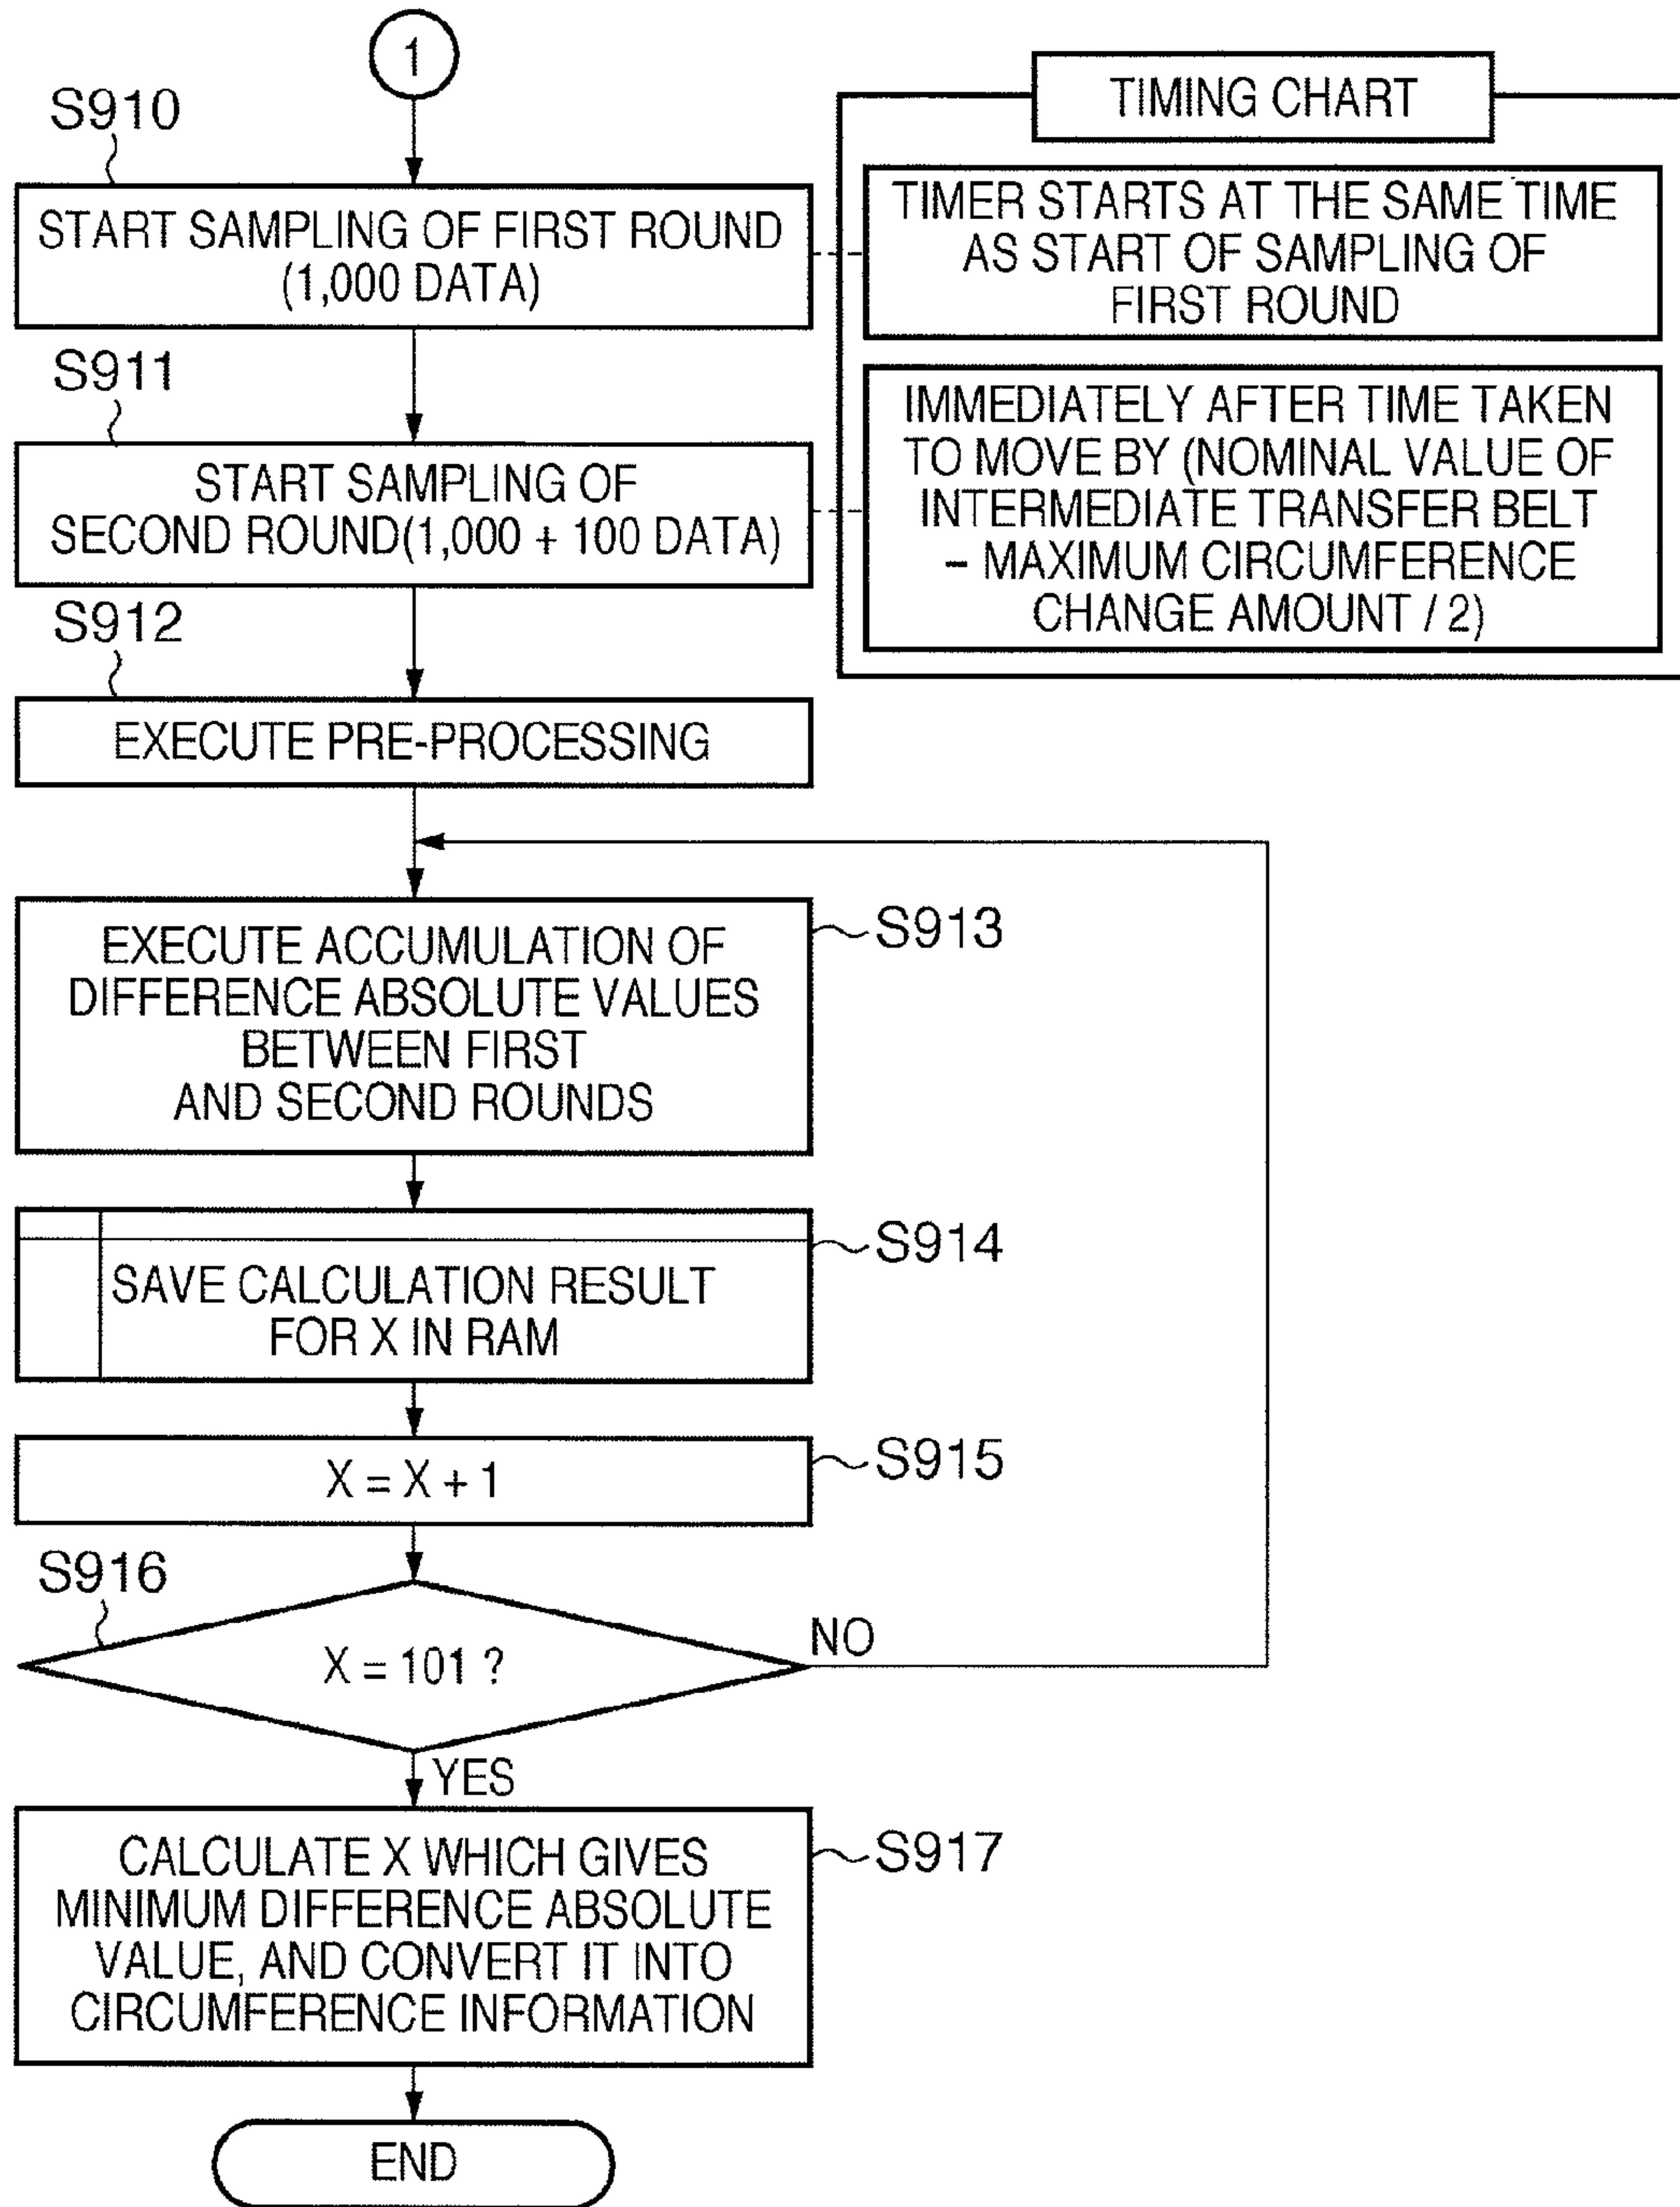 1
S910
START SAMPLING OF FIRST ROUND
(1,000 DATA)
TIMING CHART
TIMER STARTS AT THE SAME TIME
AS START OF SAMPLING OF
FIRST ROUND
S911
START SAMPLING OF
SECOND ROUND(1,000 + 100 DATA)
IMMEDIATELY AFTER TIME TAKEN
TO MOVE BY (NOMINAL VALUE OF
INTERMEDIATE TRANSFER BELT
– MAXIMUM CIRCUMFERENCE
CHANGE AMOUNT / 2)
S912
EXECUTE PRE-PROCESSING
S913
EXECUTE ACCUMULATION OF
DIFFERENCE ABSOLUTE VALUES
BETWEEN FIRST
AND SECOND ROUNDS
S914
SAVE CALCULATION RESULT
FOR X IN RAM
S915
X = X + 1
S916
X = 101 ?
NO
YES
S917
CALCULATE X WHICH GIVES
MINIMUM DIFFERENCE ABSOLUTE
VALUE, AND CONVERT IT INTO
CIRCUMFERENCE INFORMATION
END